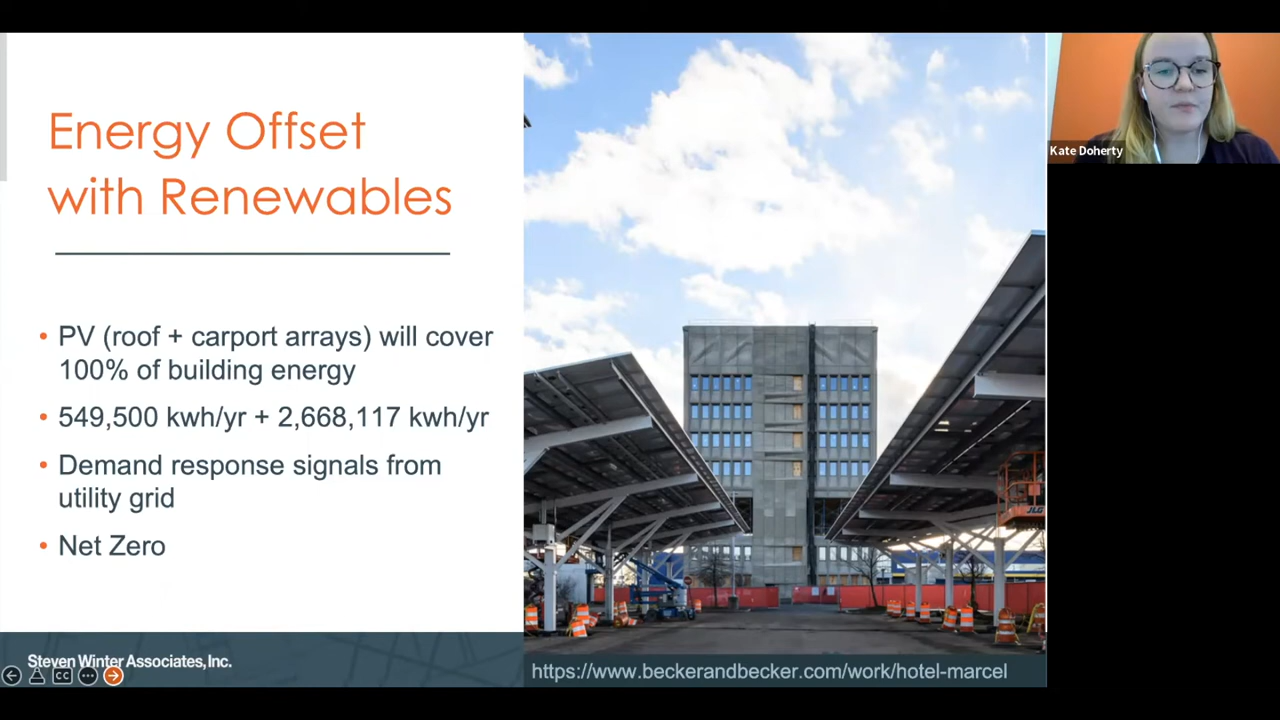 Energy Offset
with Renewables
• PV (roof + carport arrays) will cover
100% of building energy
• 549,500 kwh/yr + 2,668,117 kwh/yr
• Demand response signals from
utility grid
• Net Zero
Steven Winter Associates, Inc.
CC
https://www.beckerandbecker.com/work/hotel-marcel
JLG
Kate Doherty